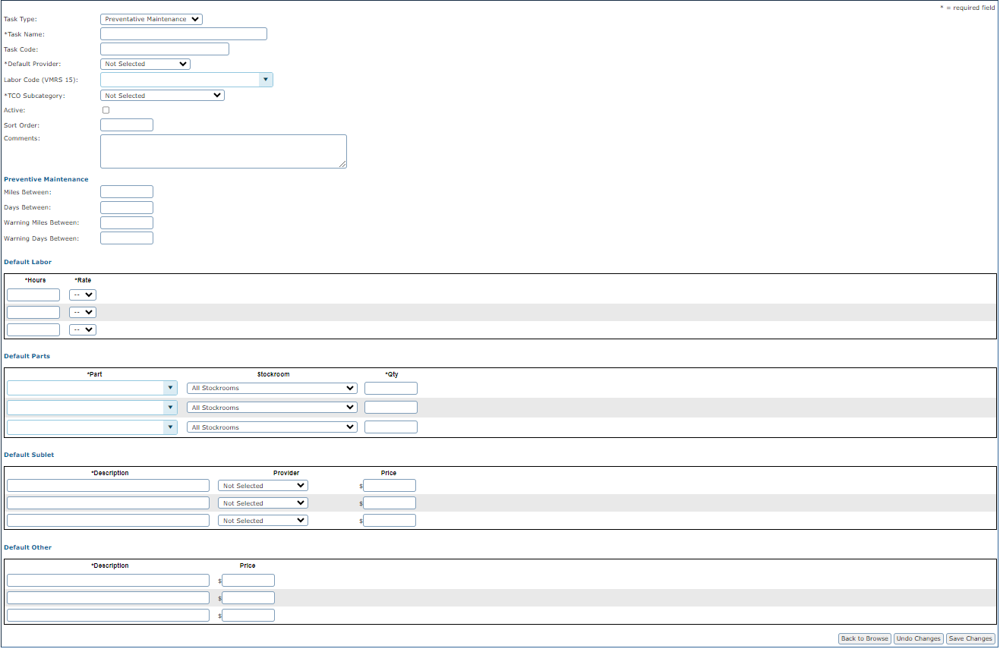 * = required field
Task Type: Preventative Maintenance
*Task Name:
Task Code:
*Default Provider: Not Selected
Labor Code (VMRS 15):
*TCO Subcategory: Not Selected
Active:
Sort Order:
Comments:
Preventive Maintenance
Miles Between:
Days Between:
Warning Miles Between:
Warning Days Between:
Default Labor
*Hours *Rate
--
--
--
Default Parts
*Part Stockroom *Qty
All Stockrooms
All Stockrooms
All Stockrooms
Default Sublet
*Description Provider Price
Not Selected $
Not Selected $
Not Selected $
Default Other
*Description Price
$
$
$
Back to Browse Undo Changes Save Changes